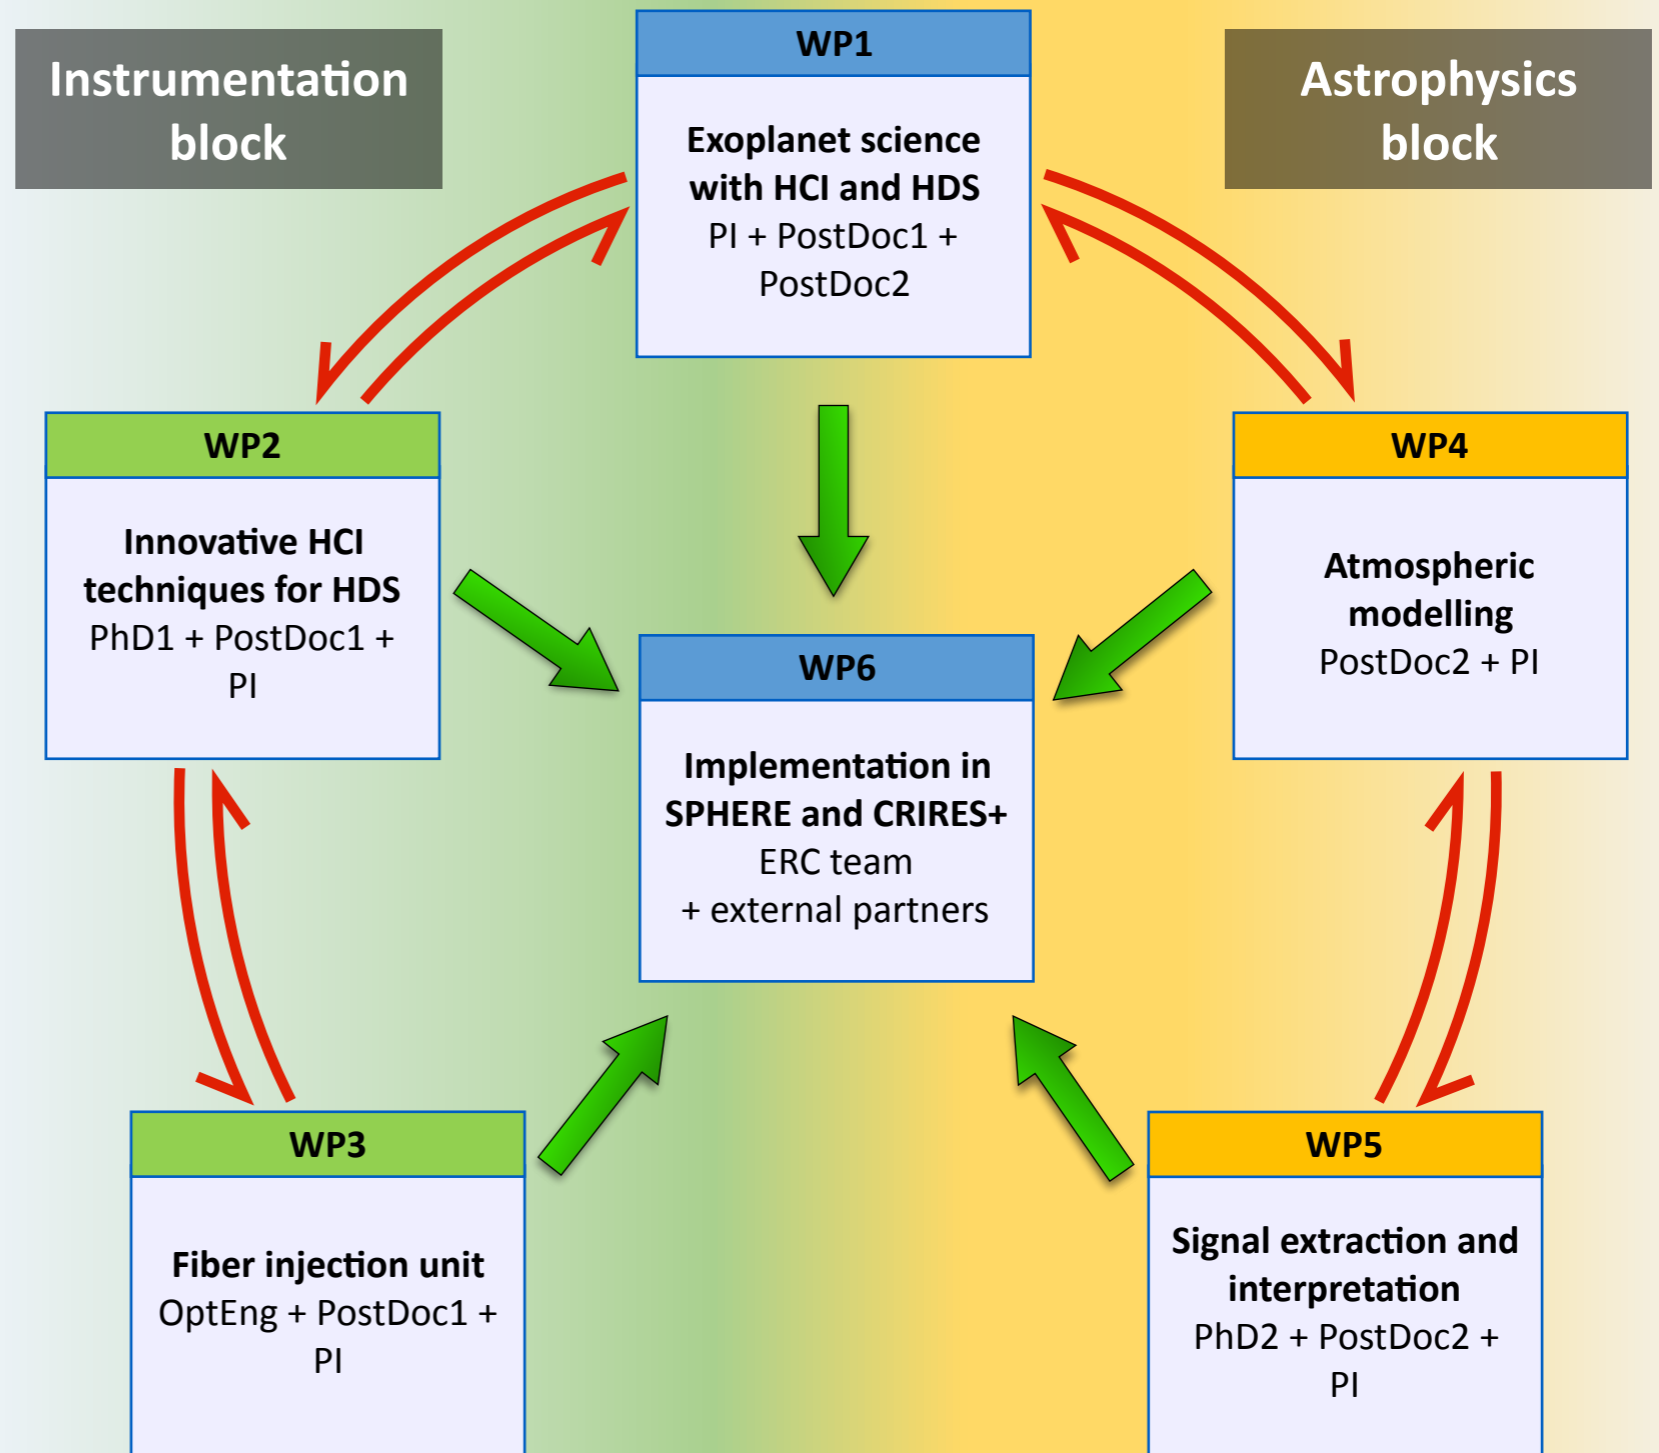 Instrumentation
block
WP1
Exoplanet science
with HCI and HDS
PI + PostDoc1 +
PostDoc2
Astrophysics
block
WP2
Innovative HCI
techniques for HDS
PhD1 + PostDoc1 +
PI
WP6
Implementation in
SPHERE and CRIRES+
ERC team
+ external partners
WP4
Atmospheric
modelling
PostDoc2 + PI
WP3
Fiber injection unit
OptEng + PostDoc1 +
PI
WP5
Signal extraction and
interpretation
PhD2 + PostDoc2 +
PI